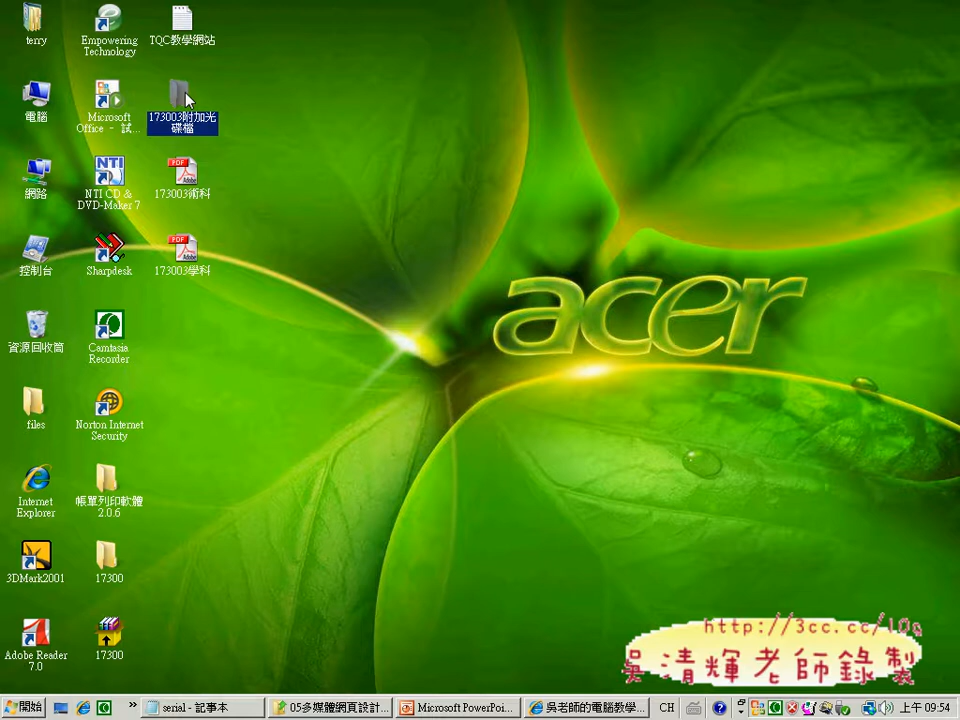 terry
Empowering
Technology
TQC教學網站
電腦
Microsoft
Office - 試...
173003附加光
碟檔
網路
NTI CD &
DVD-Maker 7
173003術科
控制台
Sharpdesk
173003學科
acer
資源回收筒
Camtasia
Recorder
files
Norton Internet
Security
Internet
Explorer
帳單列印軟體
2.0.6
3DMark2001
17300
Adobe Reader
7.0
17300
http://3cc.cc/10a
吳清輝老師錄製
開始
serial - 記事本
05多媒體網頁設計...
Microsoft PowerPoi...
吳老師的電腦教學...
CH
上午 09:54